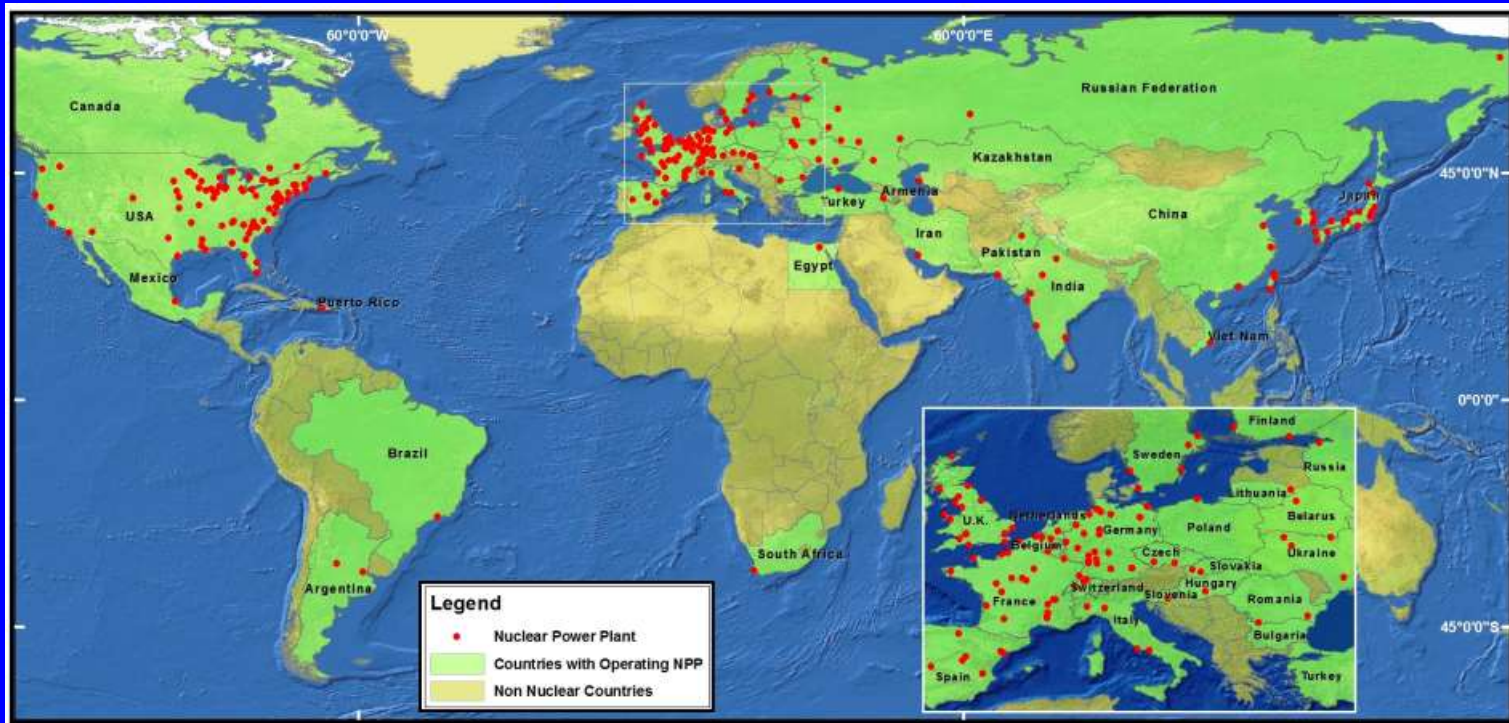 60°0'0"W
60°0'0"E
Canada
Russian Federation
Kazakhstan
45°0'0"N
USA
Armenia
Turkey
Japan
China
Iran
Pakistan
Mexico
Egypt
India
Puerto Rico
Viet Nam
0°0'0"
Brazil
South Africa
Argentina
45°0'0"S
Legend
Nuclear Power Plant
Countries with Operating NPP
Non Nuclear Countries
Finland
Sweden
Russia
Lithuania
Netherlands
U.K.
Germany
Poland
Belarus
Belgium
Czech
Ukraine
Slovakia
Hungary
Switzerland
Slovenia
France
Romania
Italy
Bulgaria
Spain
Turkey